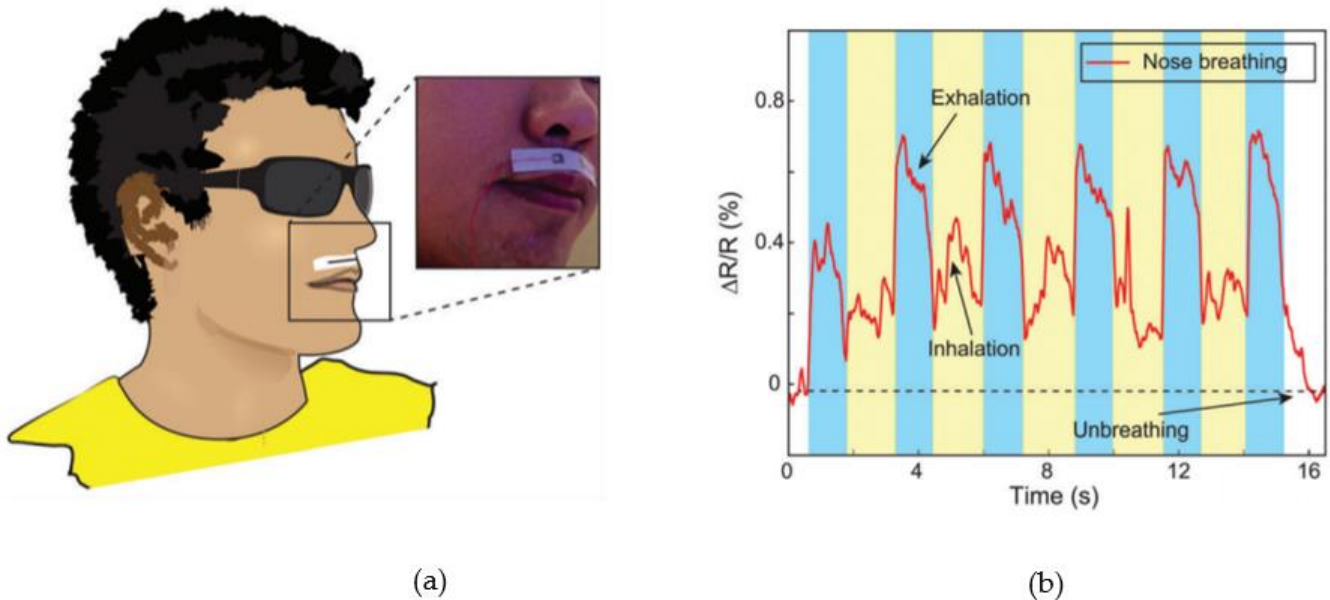 Nose breathing
Exhalation
Inhalation
Unbreathing
0.8
0.4
0
ΔR/R (%)
0 4 8 12 16
Time (s)
(a)
(b)